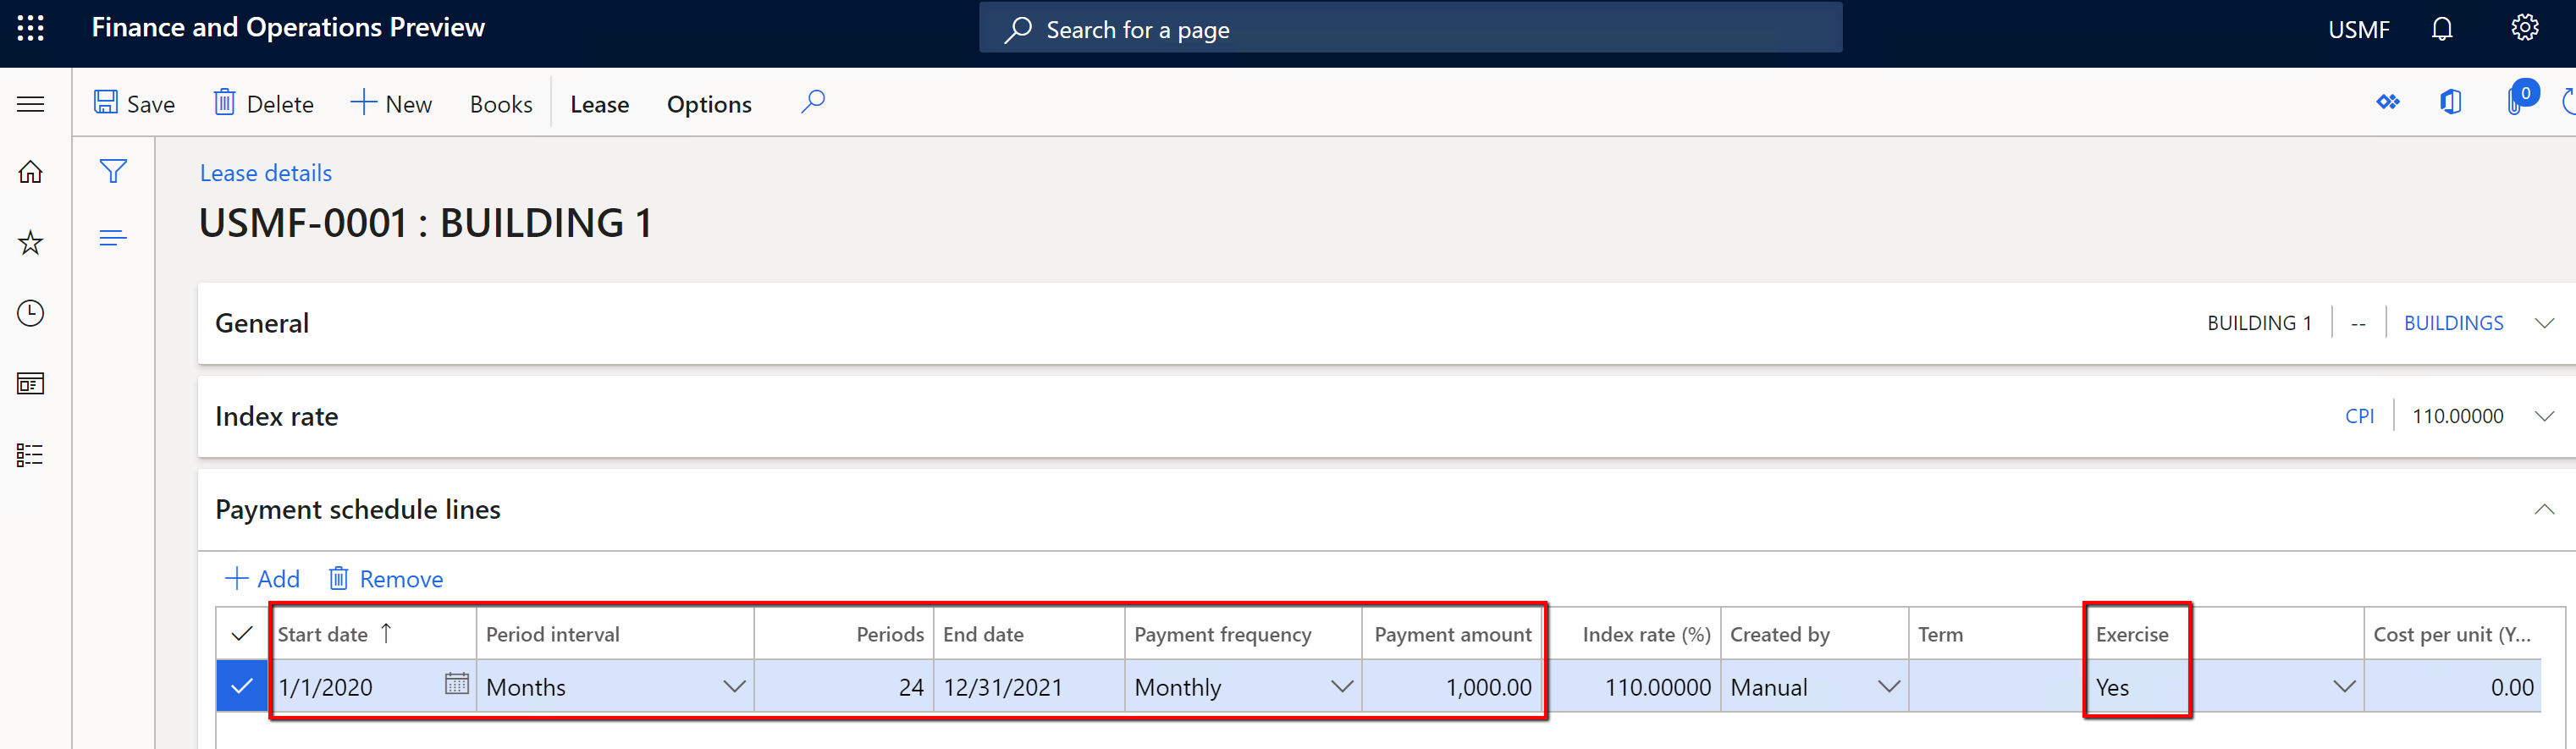 Finance and Operations Preview
Search for a page
USMF
Save
Delete
New
Books
Lease
Options
0
Lease details
USMF-0001 : BUILDING 1
General
BUILDING 1
--
BUILDINGS
Index rate
CPI
110.00000
Payment schedule lines
Add
Remove
Start date ↑ Period interval Periods End date Payment frequency Payment amount Index rate (%) Created by Term Exercise Cost per unit (Y...
1/1/2020 Months 24 12/31/2021 Monthly 1,000.00 110.00000 Manual Yes 0.00